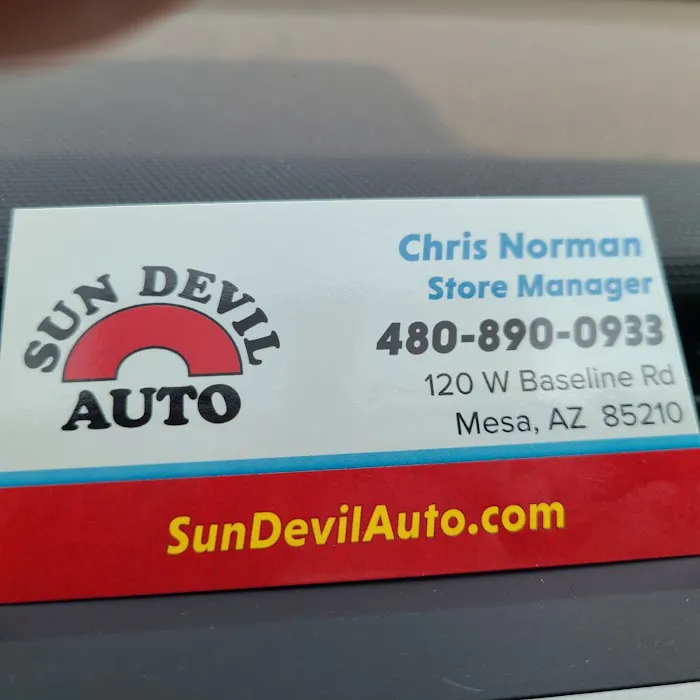 SUN DEVIL
AUTO
Chris Norman
Store Manager
480-890-0933
120 W Baseline Rd
Mesa, AZ 85210
SunDevilAuto.com